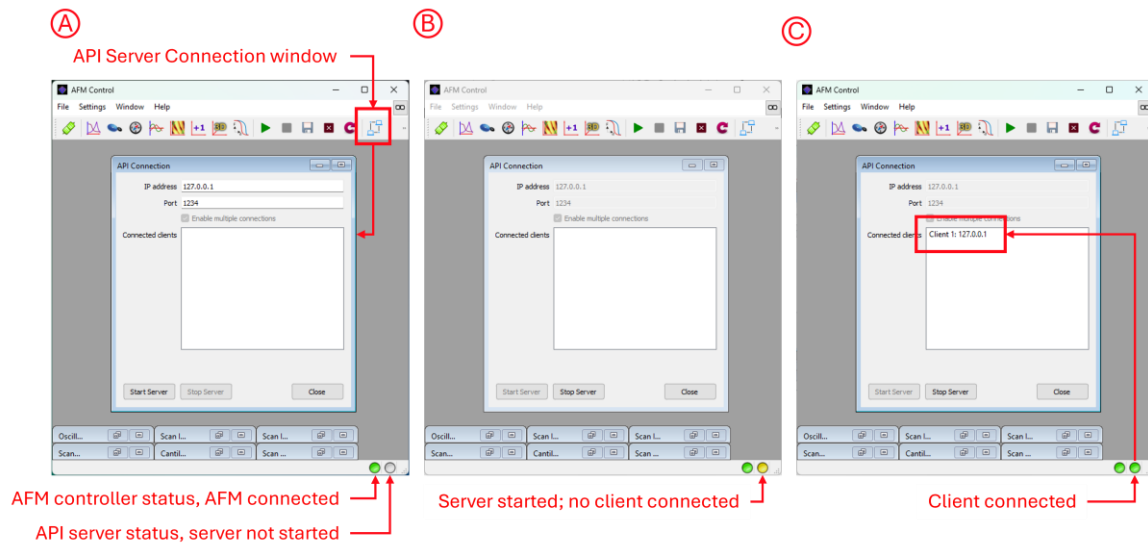 A
API Server Connection window
AFM Control
File Settings Window Help
+1 3D
API Connection
IP address 127.0.0.1
Port 1234
Enable multiple connections
Connected clients
Start Server Stop Server Close
Oscill... Scan I... Scan I...
Scan... Cantil... Scan ...
AFM controller status, AFM connected
API server status, server not started
B
AFM Control
File Settings Window Help
+1 3D
API Connection
IP address 127.0.0.1
Port 1234
Enable multiple connections
Connected clients
Start Server Stop Server Close
Oscill... Scan I... Scan I...
Scan... Cantil... Scan ...
Server started; no client connected
C
AFM Control
File Settings Window Help
+1 3D
API Connection
IP address 127.0.0.1
Port 1234
Enable multiple connections
Connected clients Client 1: 127.0.0.1
Start Server Stop Server Close
Oscill... Scan I... Scan I...
Scan... Cantil... Scan ...
Client connected